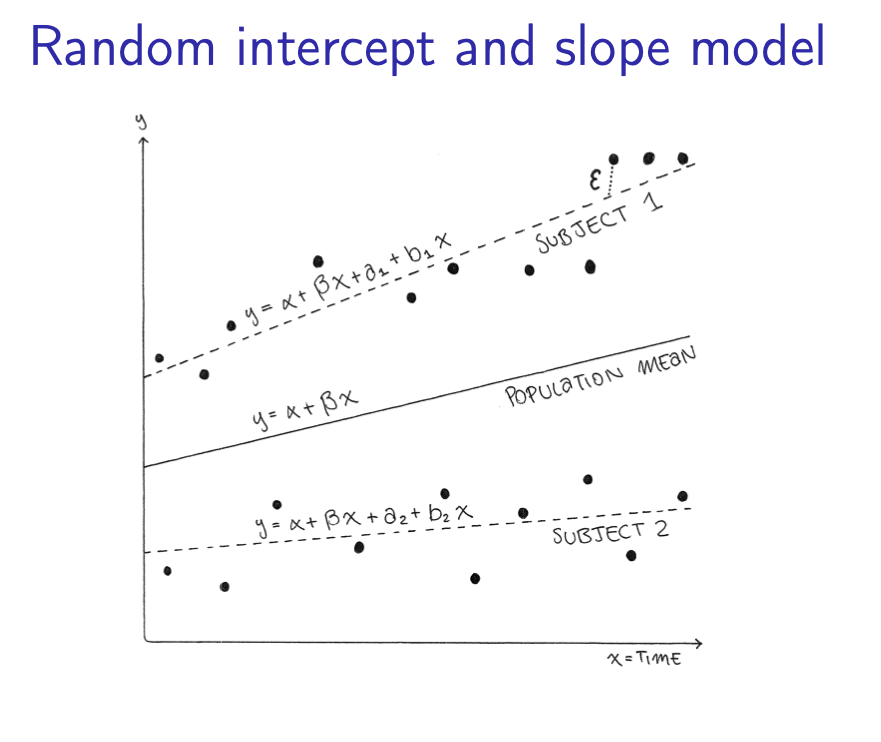 Random intercept and slope model
y
ε
SUBJECT 1
y = α + βx + a₁ + b₁x
POPULATION MEAN
y = α + βx
y = α + βx + a₂ + b₂x
SUBJECT 2
x = TIME